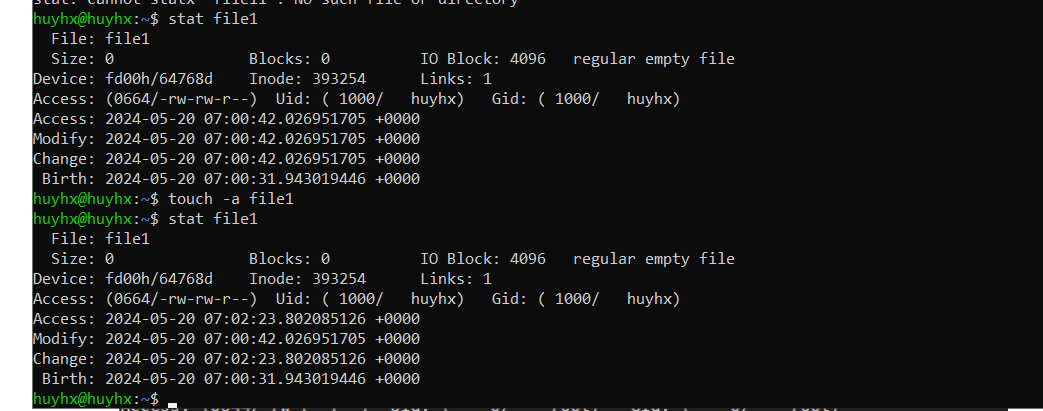 stat: cannot statx 'file11': No such file or directory
huyhx@huyhx:~$ stat file1
  File: file1
  Size: 0               Blocks: 0          IO Block: 4096   regular empty file
Device: fd00h/64768d    Inode: 393254      Links: 1
Access: (0664/-rw-rw-r--)  Uid: ( 1000/   huyhx)   Gid: ( 1000/   huyhx)
Access: 2024-05-20 07:00:42.026951705 +0000
Modify: 2024-05-20 07:00:42.026951705 +0000
Change: 2024-05-20 07:00:42.026951705 +0000
 Birth: 2024-05-20 07:00:31.943019446 +0000
huyhx@huyhx:~$ touch -a file1
huyhx@huyhx:~$ stat file1
  File: file1
  Size: 0               Blocks: 0          IO Block: 4096   regular empty file
Device: fd00h/64768d    Inode: 393254      Links: 1
Access: (0664/-rw-rw-r--)  Uid: ( 1000/   huyhx)   Gid: ( 1000/   huyhx)
Access: 2024-05-20 07:02:23.802085126 +0000
Modify: 2024-05-20 07:00:42.026951705 +0000
Change: 2024-05-20 07:02:23.802085126 +0000
 Birth: 2024-05-20 07:00:31.943019446 +0000
huyhx@huyhx:~$